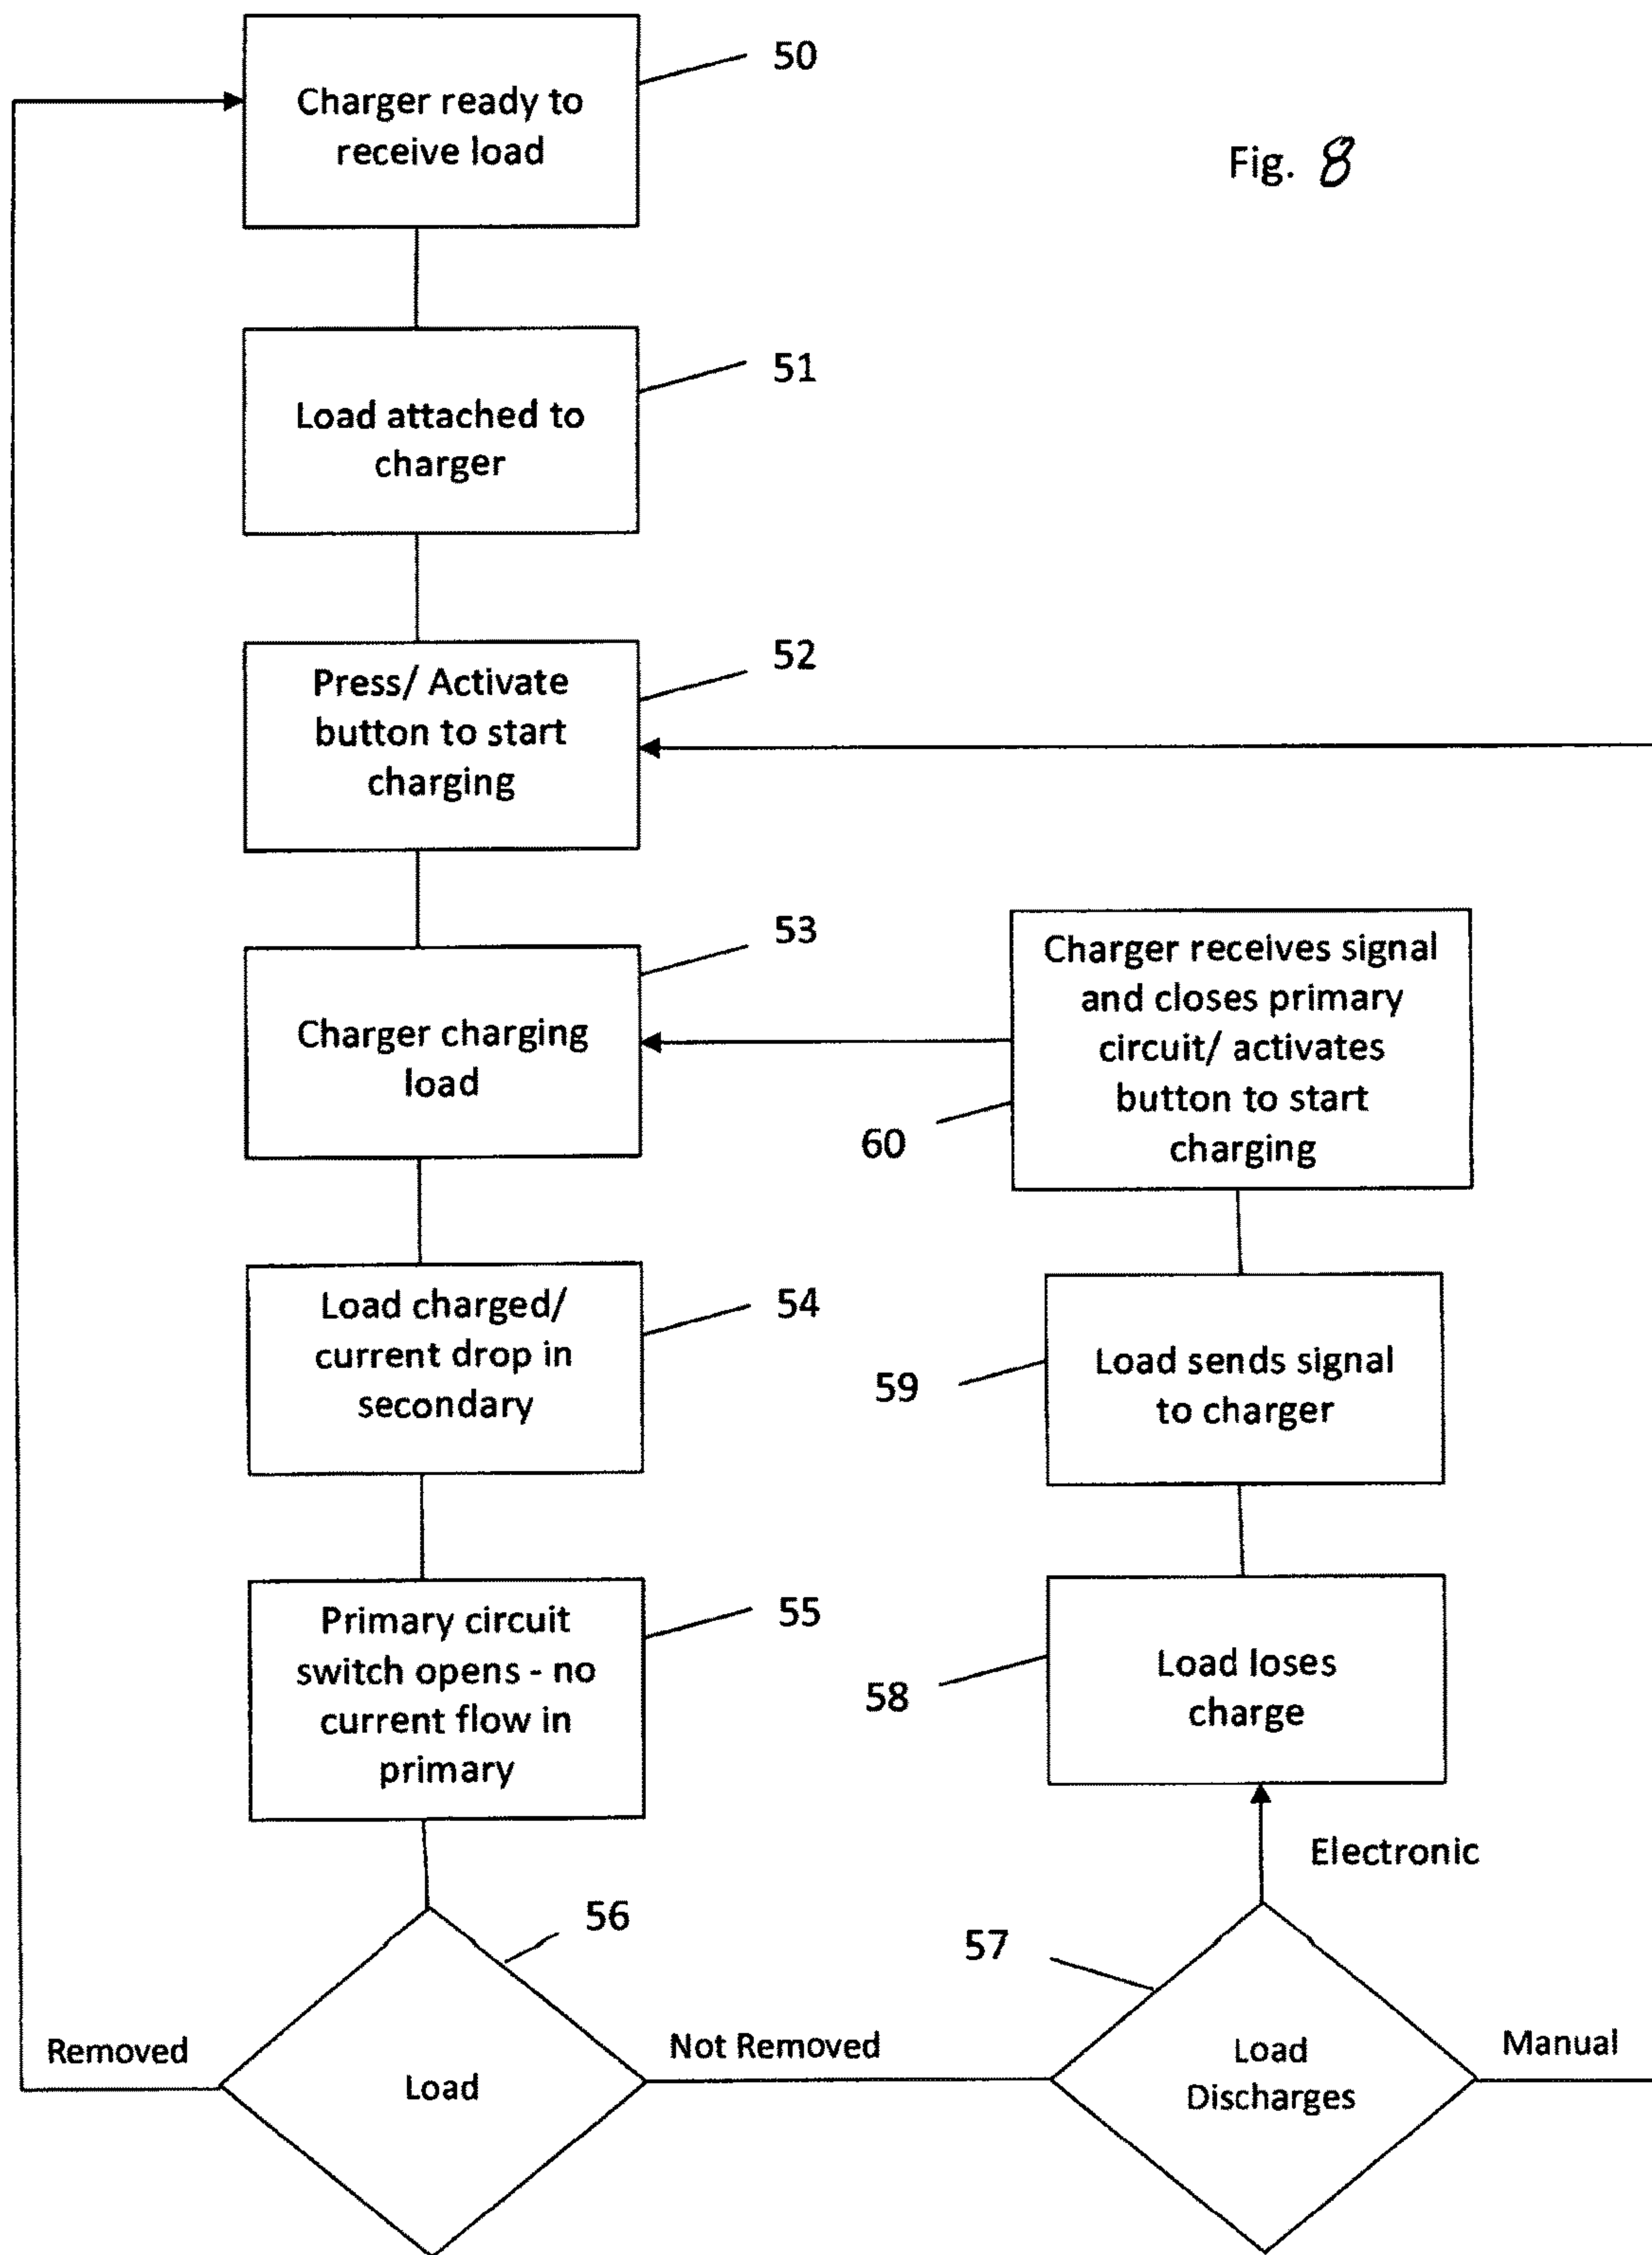 50
Charger ready to
receive load
Fig. 8
51
Load attached to
charger
52
Press/ Activate
button to start
charging
53
Charger charging
load
Charger receives signal
and closes primary
circuit/ activates
button to start
charging
60
54
Load charged/
current drop in
secondary
59
Load sends signal
to charger
55
Primary circuit
switch opens - no
current flow in
primary
58
Load loses
charge
Electronic
56
57
Removed
Load
Not Removed
Load
Discharges
Manual